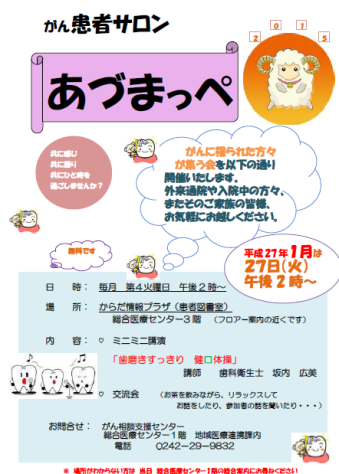 がん患者サロン
2015
あづまっぺ
共に感じ
共に語り
共にひと時を
過ごしませんか?
がんに罹られた方々
が集う会を以下の通り
開催いたします。
外来通院や入院中の方々、
またそのご家族の皆様、
お気軽にお越しください。
無料です
平成27年1月は
27日(火)
午後2時~
日 時: 毎月 第4火曜日 午後2時~
場 所: からだ情報プラザ(患者図書室)
総合医療センター3階 (フロアー案内の近くです)
内 容: ♡ ミニミニ講演
「歯磨きすっきり 健口体操」
講師 歯科衛生士 坂内 広美
♡ 交流会 (お茶を飲みながら、リラックスして
お話をしたり、参加者の話を聞いたり・・・)
お問合せ: がん相談支援センター
総合医療センター1階 地域医療連携課内
電話 0242-29-9832
※ 場所がわからない方は 当日 総合医療センター1階の総合案内にお尋ねください